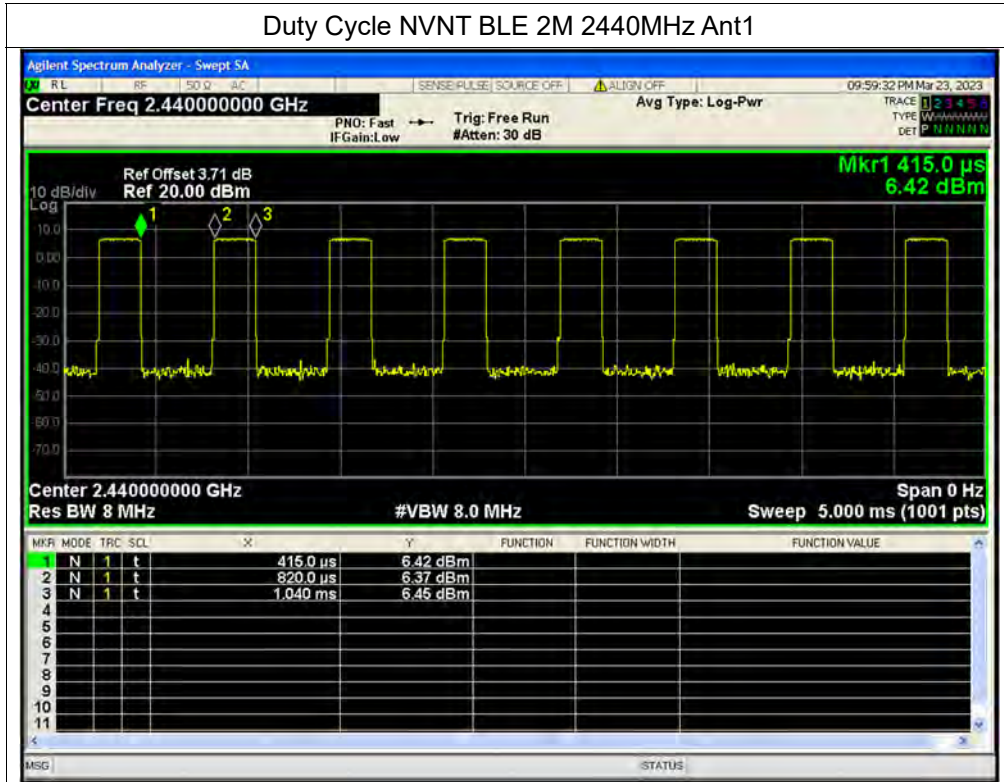 Duty Cycle NVNT BLE 2M 2440MHz Ant1
Agilent Spectrum Analyzer - Swept SA
RL RF 50 Ω AC SENSE:PULSE SOURCE OFF ALIGN OFF 09:59:32 PM Mar 23, 2023
Center Freq 2.440000000 GHz Avg Type: Log-Pwr TRACE 1 2 3 4 5 6
PNO: Fast Trig: Free Run TYPE W
IFGain:Low #Atten: 30 dB DET P N N N N N
Mkr1 415.0 µs
Ref Offset 3.71 dB
10 dB/div Ref 20.00 dBm 6.42 dBm
Log
1 2 3
10.0
0.00
-10.0
-20.0
-30.0
-40.0
-50.0
-60.0
-70.0
Center 2.440000000 GHz Span 0 Hz
Res BW 8 MHz #VBW 8.0 MHz Sweep 5.000 ms (1001 pts)
MKR MODE TRC SCL X Y FUNCTION FUNCTION WIDTH FUNCTION VALUE
1 N 1 t 415.0 µs 6.42 dBm
2 N 1 t 820.0 µs 6.37 dBm
3 N 1 t 1.040 ms 6.45 dBm
4
5
6
7
8
9
10
11
MSG STATUS